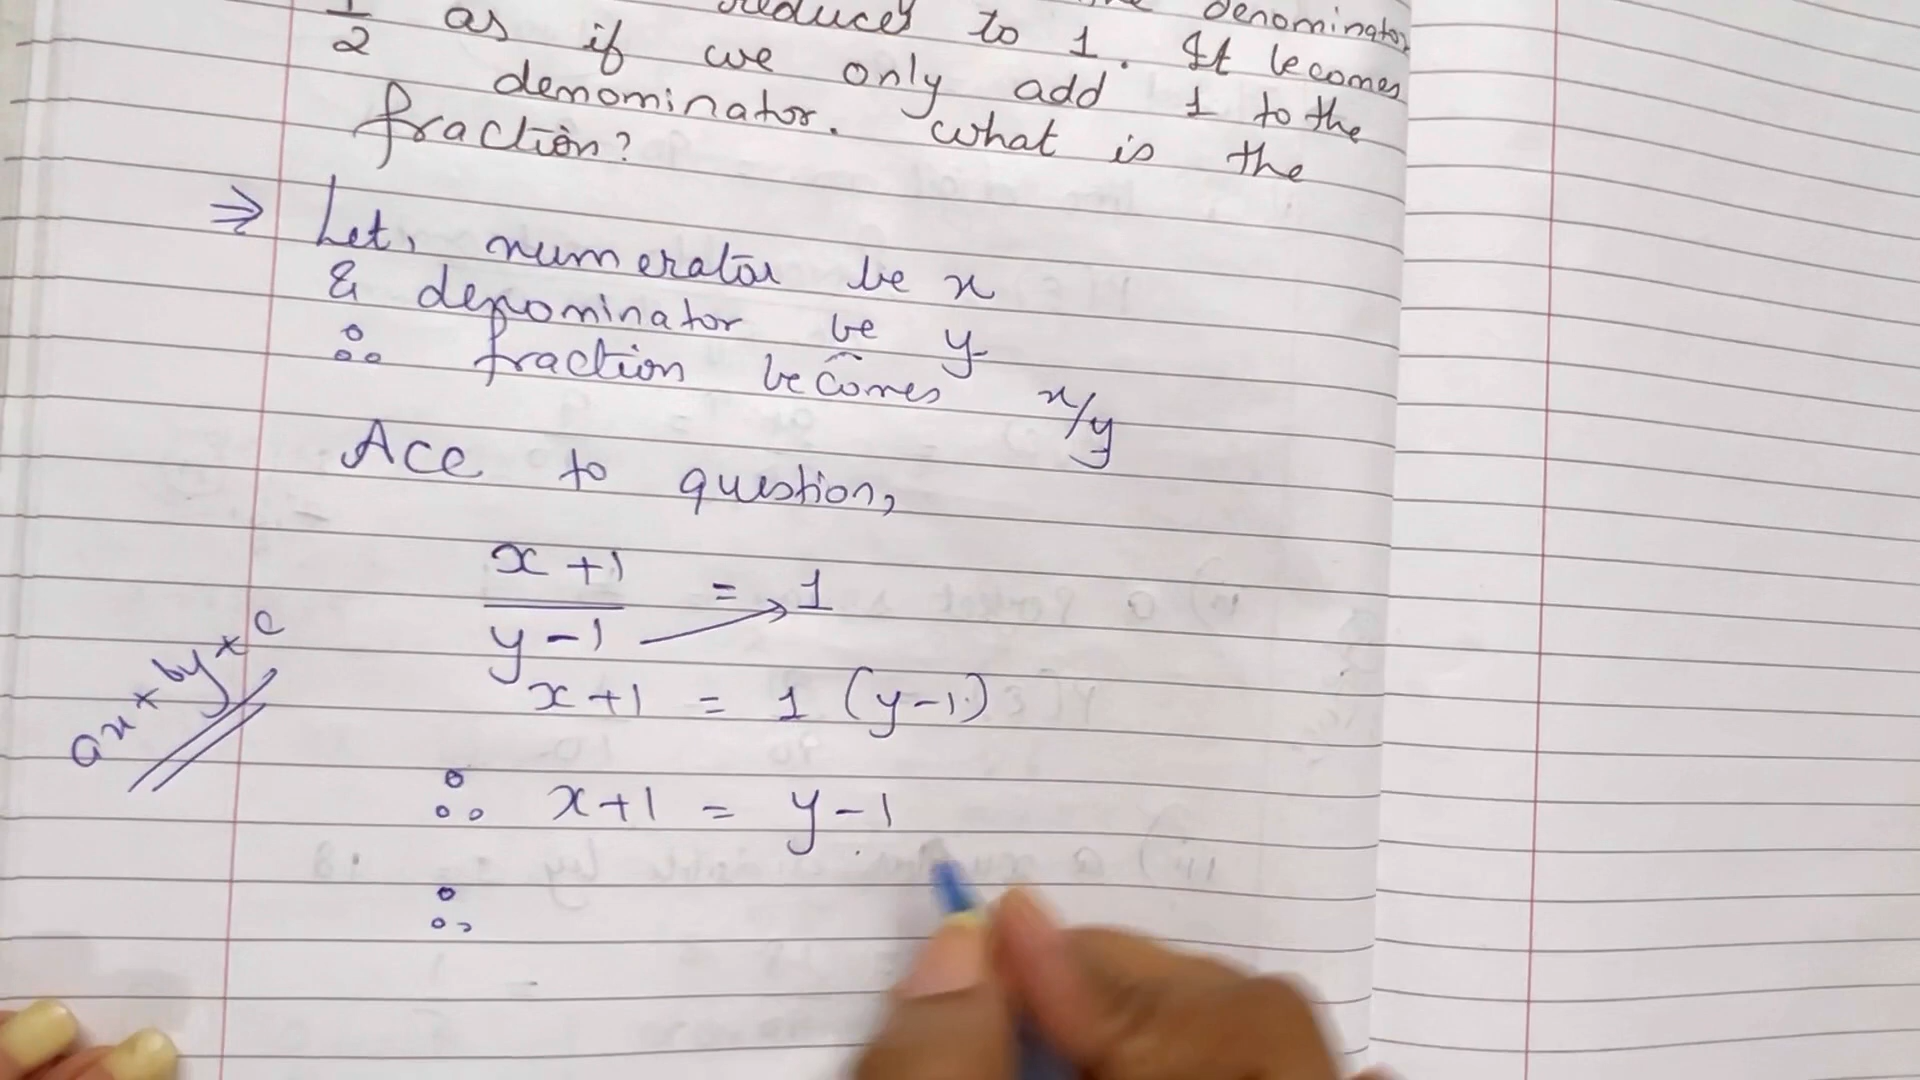 reduces to 1. It becomes denominator
1/2 as if we only add 1 to the
denominator. What is the
fraction?
⇒ Let, numerator be x
& denominator be y
∴ fraction becomes x/y
Acc to question,
x+1 / y-1 = 1
x+1 = 1 (y-1)
ax + by + c
∴ x+1 = y-1
∴